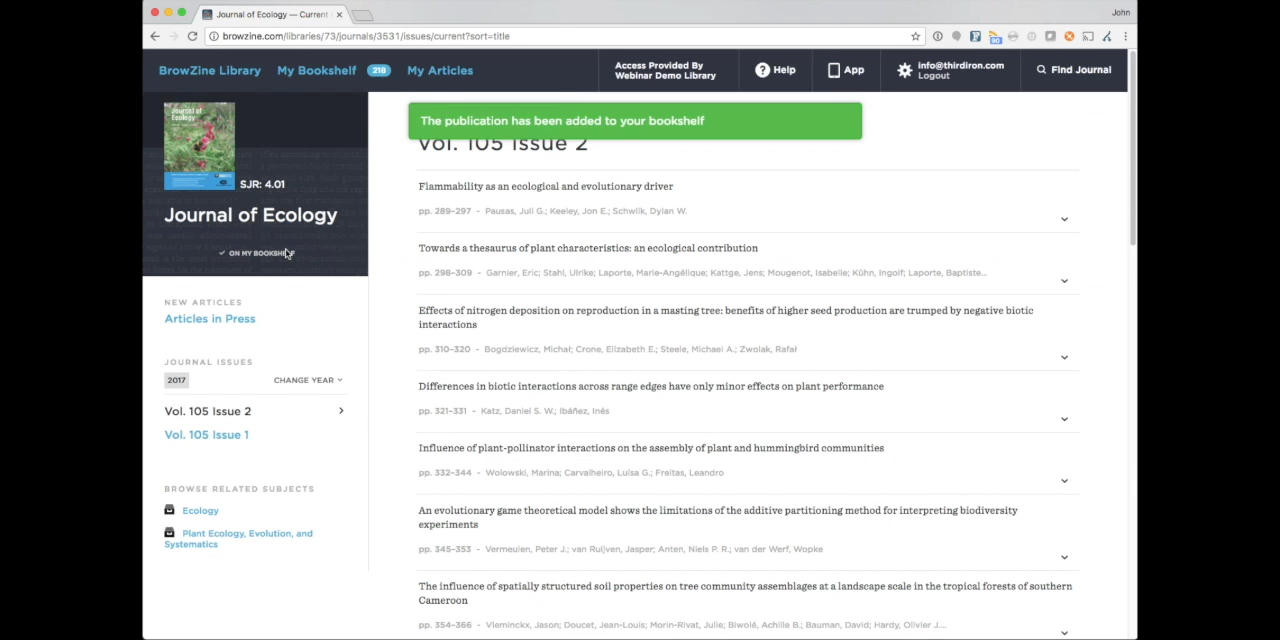 Journal of Ecology — Current
John
browzine.com/libraries/73/journals/3531/issues/current?sort=title
BrowZine Library
My Bookshelf 218
My Articles
Access Provided By
Webinar Demo Library
Help
App
info@thirdiron.com
Logout
Find Journal
Journal of
Ecology
SJR: 4.01
Journal of Ecology
ON MY BOOKSHELF
NEW ARTICLES
Articles in Press
JOURNAL ISSUES
2017
CHANGE YEAR
Vol. 105 Issue 2
Vol. 105 Issue 1
BROWSE RELATED SUBJECTS
Ecology
Plant Ecology, Evolution, and
Systematics
The publication has been added to your bookshelf
Vol. 105 Issue 2
Flammability as an ecological and evolutionary driver
pp. 289-297 - Pausas, Juli G.; Keeley, Jon E.; Schwilk, Dylan W.
Towards a thesaurus of plant characteristics: an ecological contribution
pp. 298-309 - Garnier, Eric; Stahl, Ulrike; Laporte, Marie-Angélique; Kattge, Jens; Mougenot, Isabelle; Kühn, Ingolf; Laporte, Baptiste...
Effects of nitrogen deposition on reproduction in a masting tree: benefits of higher seed production are trumped by negative biotic
interactions
pp. 310-320 - Bogdziewicz, Michał; Crone, Elizabeth E.; Steele, Michael A.; Zwolak, Rafał
Differences in biotic interactions across range edges have only minor effects on plant performance
pp. 321-331 - Katz, Daniel S. W.; Ibáñez, Inés
Influence of plant-pollinator interactions on the assembly of plant and hummingbird communities
pp. 332-344 - Wolowski, Marina; Carvalheiro, Luísa G.; Freitas, Leandro
An evolutionary game theoretical model shows the limitations of the additive partitioning method for interpreting biodiversity
experiments
pp. 345-353 - Vermeulen, Peter J.; van Ruijven, Jasper; Anten, Niels P. R.; van der Werf, Wopke
The influence of spatially structured soil properties on tree community assemblages at a landscape scale in the tropical forests of southern
Cameroon
pp. 354-366 - Vleminckx, Jason; Doucet, Jean-Louis; Morin-Rivat, Julie; Biwolé, Achille B.; Bauman, David; Hardy, Olivier J....